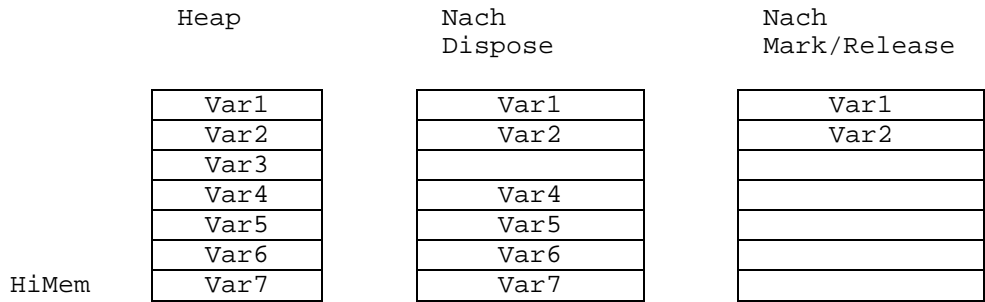 Heap Nach Nach
Dispose Mark/Release
Var1 Var1 Var1
Var2 Var2 Var2
Var3
Var4 Var4
Var5 Var5
Var6 Var6
HiMem Var7 Var7